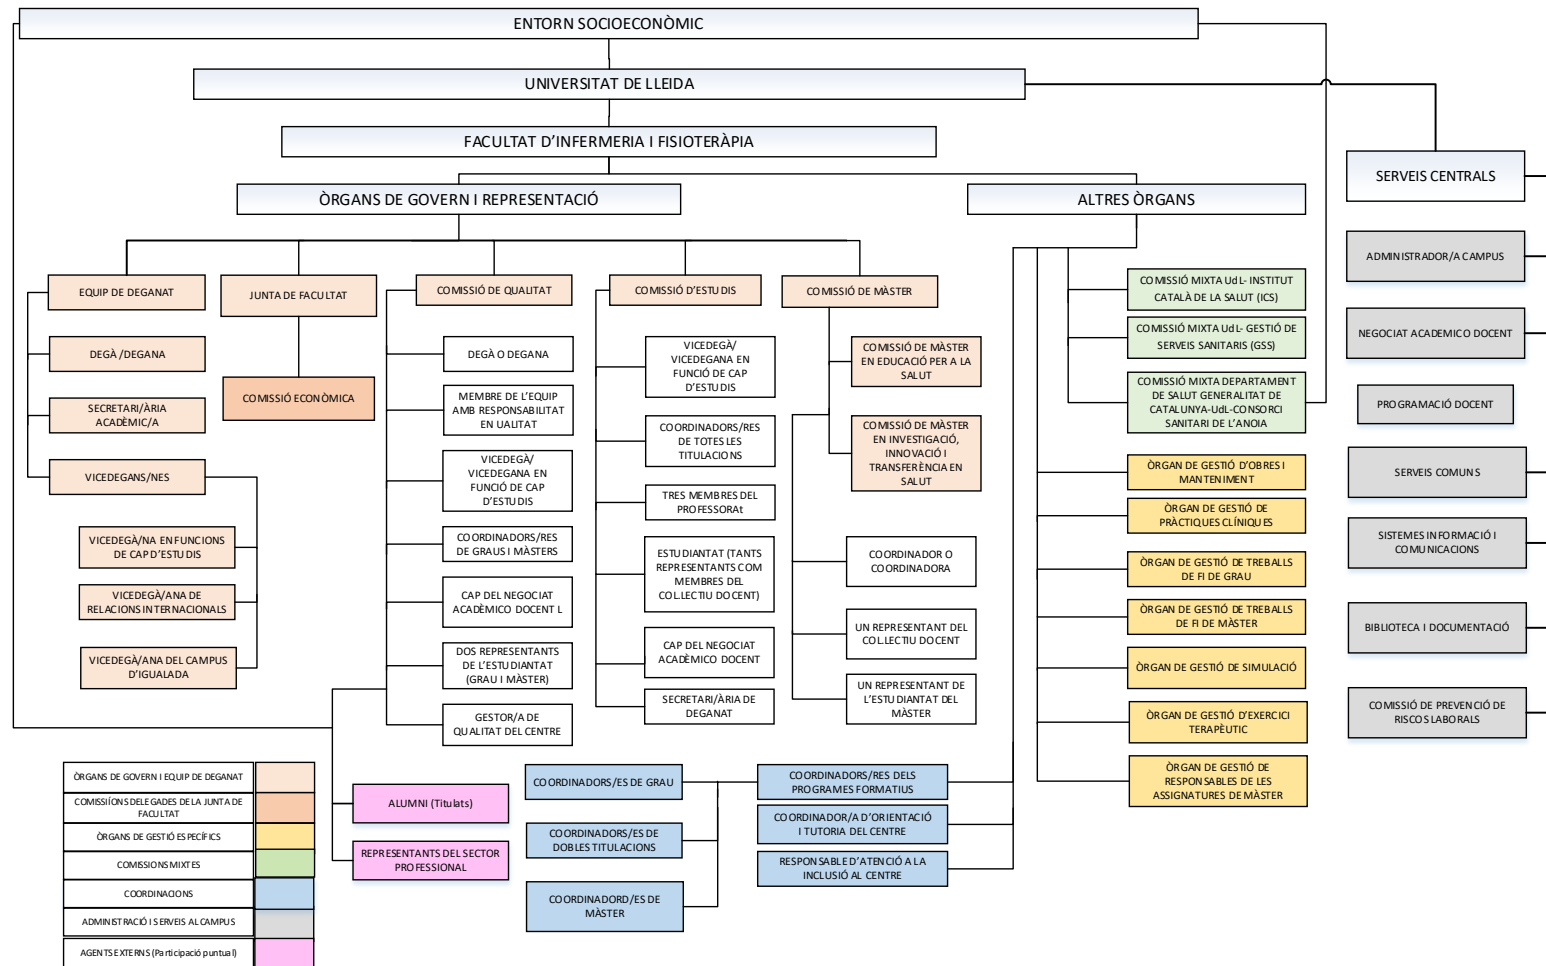 ENTORN SOCIOECONÒMIC
UNIVERSITAT DE LLEIDA
FACULTAT D'INFERMERIA I FISIOTERÀPIA
ÒRGANS DE GOVERN I REPRESENTACIÓ
ALTRES ÒRGANS
SERVEIS CENTRALS
EQUIP DE DEGANAT
DEGÀ /DEGANA
SECRETARI/ÀRIA
ACADÈMIC/A
VICEDEGANS/NES
VICEDEGÀ/NA EN FUNCIONS
DE CAP D'ESTUDIS
VICEDEGÀ/ANA DE
RELACIONS INTERNACIONALS
VICEDEGÀ/ANA DEL CAMPUS
D'IGUALADA
JUNTA DE FACULTAT
COMISSIÓ ECONÒMICA
COMISSIÓ DE QUALITAT
DEGÀ O DEGANA
MEMBRE DE L'EQUIP
AMB RESPONSABILITAT
EN UALITAT
VICEDEGÀ/
VICEDEGANA EN
FUNCIÓ DE CAP
D'ESTUDIS
COORDINADORS/RES
DE GRAUS I MÀSTERS
CAP DEL NEGOCIAT
ACADÈMICO DOCENT L
DOS REPRESENTANTS
DE L'ESTUDIANTAT
(GRAU I MÀSTER)
GESTOR/A DE
QUALITAT DEL CENTRE
COMISSIÓ D'ESTUDIS
VICEDEGÀ/
VICEDEGANA EN
FUNCIÓ DE CAP
D'ESTUDIS
COORDINADORS/RES
DE TOTES LES
TITULACIONS
TRES MEMBRES DEL
PROFESSORAt
ESTUDIANTAT (TANTS
REPRESENTANTS COM
MEMBRES DEL
COL.LECTIU DOCENT)
CAP DEL NEGOCIAT
ACADÈMICO DOCENT
SECRETARI/ÀRIA DE
DEGANAT
COMISSIÓ DE MÀSTER
COMISSIÓ DE MÀSTER
EN EDUCACIÓ PER A LA
SALUT
COMISSIÓ DE MÀSTER
EN INVESTIGACIÓ,
INNOVACIÓ I
TRANSFERÈNCIA EN
SALUT
COORDINADOR O
COORDINADORA
UN REPRESENTANT DEL
COL.LECTIU DOCENT
UN REPRESENTANT DE
L'ESTUDIANTAT DEL
MÀSTER
COMISSIÓ MIXTA UdL- INSTITUT
CATALÀ DE LA SALUT (ICS)
COMISSIÓ MIXTA UdL- GESTIÓ DE
SERVEIS SANITARIS (GSS)
COMISSIÓ MIXTA DEPARTAMENT
DE SALUT GENERALITAT DE
CATALUNYA-UdL-CONSORCI
SANITARI DE L'ANOIA
ÒRGAN DE GESTIÓ D'OBRES I
MANTENIMENT
ÒRGAN DE GESTIÓ DE
PRÀCTIQUES CLÍNIQUES
ÒRGAN DE GESTIÓ DE TREBALLS
DE FI DE GRAU
ÒRGAN DE GESTIÓ DE TREBALLS
DE FI DE MÀSTER
ÒRGAN DE GESTIÓ DE SIMULACIÓ
ÒRGAN DE GESTIÓ D'EXERCICI
TERAPÈUTIC
ÒRGAN DE GESTIÓ DE
RESPONSABLES DE LES
ASSIGNATURES DE MÀSTER
ADMINISTRADOR/A CAMPUS
NEGOCIAT ACADEMICO DOCENT
PROGRAMACIÓ DOCENT
SERVEIS COMUNS
SISTEMES INFORMACIÓ I
COMUNICACIONS
BIBLIOTECA I DOCUMENTACIÓ
COMISSIÓ DE PREVENCIÓ DE
RISCOS LABORALS
ÒRGANS DE GOVERN I EQUIP DE DEGANAT
COMISSIÍONS DELEGADES DE LA JUNTA DE
FACULTAT
ÒRGANS DE GESTIÓ ESPECÍFICS
COMISSIONS MIXTES
COORDINACIONS
ADMINISTRACIÓ I SERVEIS AL CAMPUS
AGENTS EXTERNS (Participació puntual)
ALUMNI (Titulats)
REPRESENTANTS DEL SECTOR
PROFESSIONAL
COORDINADORS/ES DE GRAU
COORDINADORS/ES DE
DOBLES TITULACIONS
COORDINADORD/ES DE
MÀSTER
COORDINADORS/RES DELS
PROGRAMES FORMATIUS
COORDINADOR/A D'ORIENTACIÓ
I TUTORIA DEL CENTRE
RESPONSABLE D'ATENCIÓ A LA
INCLUSIÓ AL CENTRE